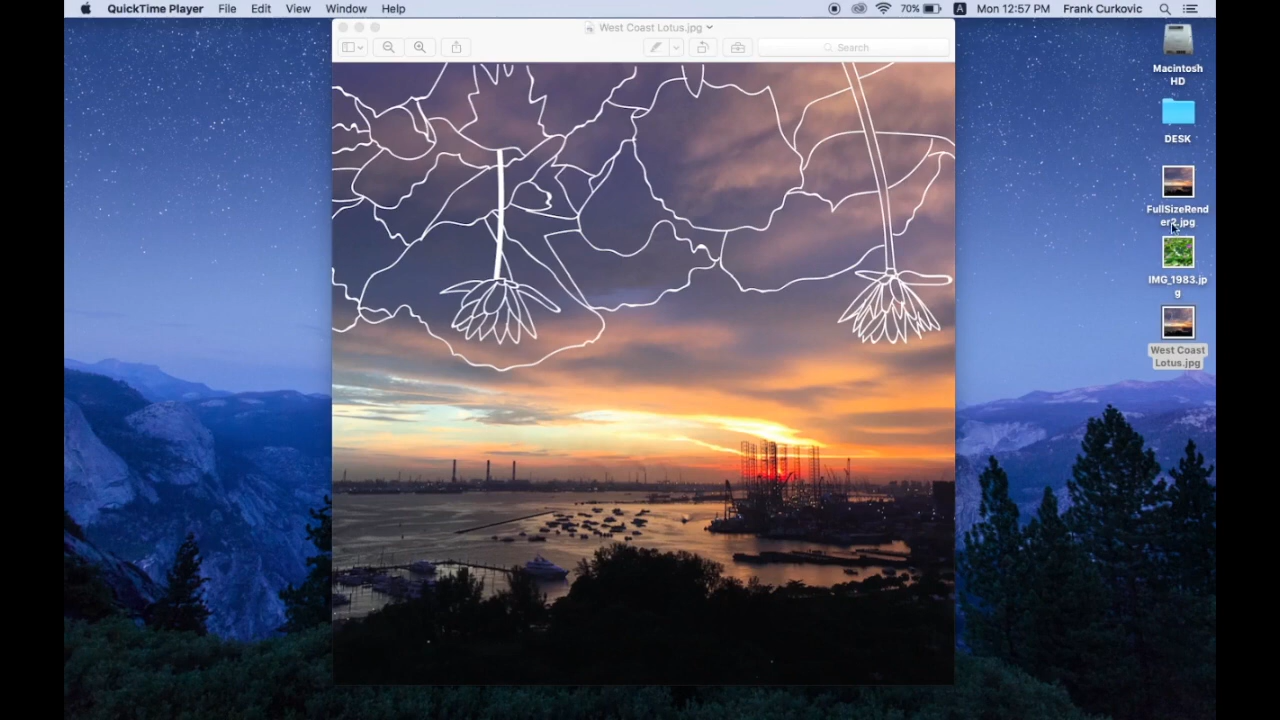 QuickTime Player File Edit View Window Help 70% A Mon 12:57 PM Frank Curkovic
West Coast Lotus.jpg
Search
Macintosh
HD
DESK
FullSizeRend
er2.jpg
IMG_1983.jp
g
West Coast
Lotus.jpg